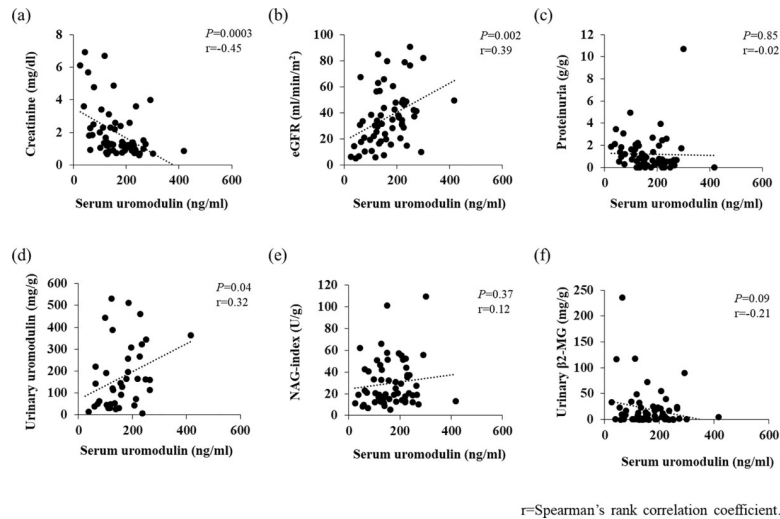 (a)
P=0.0003
r=-0.45
Creatinine (mg/dl)
8
6
4
2
0
0 200 400 600
Serum uromodulin (ng/ml)
(b)
P=0.002
r=0.39
eGFR (ml/min/m²)
100
80
60
40
20
0
0 200 400 600
Serum uromodulin (ng/ml)
(c)
P=0.85
r=-0.02
Proteinuria (g/g)
12
10
8
6
4
2
0
0 200 400 600
Serum uromodulin (ng/ml)
(d)
P=0.04
r=0.32
Urinary uromodulin (mg/g)
600
500
400
300
200
100
0
0 200 400 600
Serum uromodulin (ng/ml)
(e)
P=0.37
r=0.12
NAG-index (U/g)
120
100
80
60
40
20
0
0 200 400 600
Serum uromodulin (ng/ml)
(f)
P=0.09
r=-0.21
Urinary β2-MG (mg/g)
250
200
150
100
50
0
0 200 400 600
Serum uromodulin (ng/ml)
r=Spearman's rank correlation coefficient.